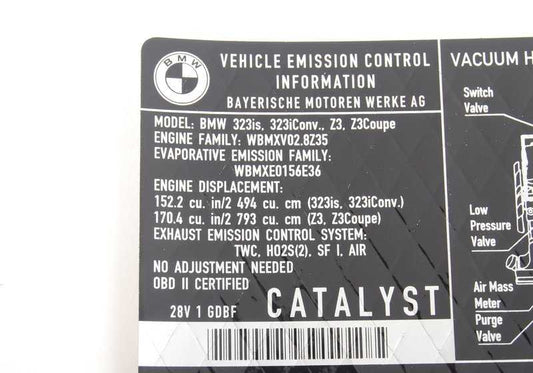 BMW
VEHICLE EMISSION CONTROL
INFORMATION
BAYERISCHE MOTOREN WERKE AG
MODEL: BMW 323is, 323iConv., Z3, Z3Coupe
ENGINE FAMILY: WBMXV02.8Z35
EVAPORATIVE EMISSION FAMILY:
WBMXE0156E36
ENGINE DISPLACEMENT:
152.2 cu. in/2 494 cu. cm (323is, 323iConv.)
170.4 cu. in/2 793 cu. cm (Z3, Z3Coupe)
EXHAUST EMISSION CONTROL SYSTEM:
TWC, HO2S(2), SF I, AIR
NO ADJUSTMENT NEEDED
OBD II CERTIFIED
28V 1 GDBF CATALYST
VACUUM H
Switch
Valve
Low
Pressure
Valve
Air Mass
Meter
Purge
Valve